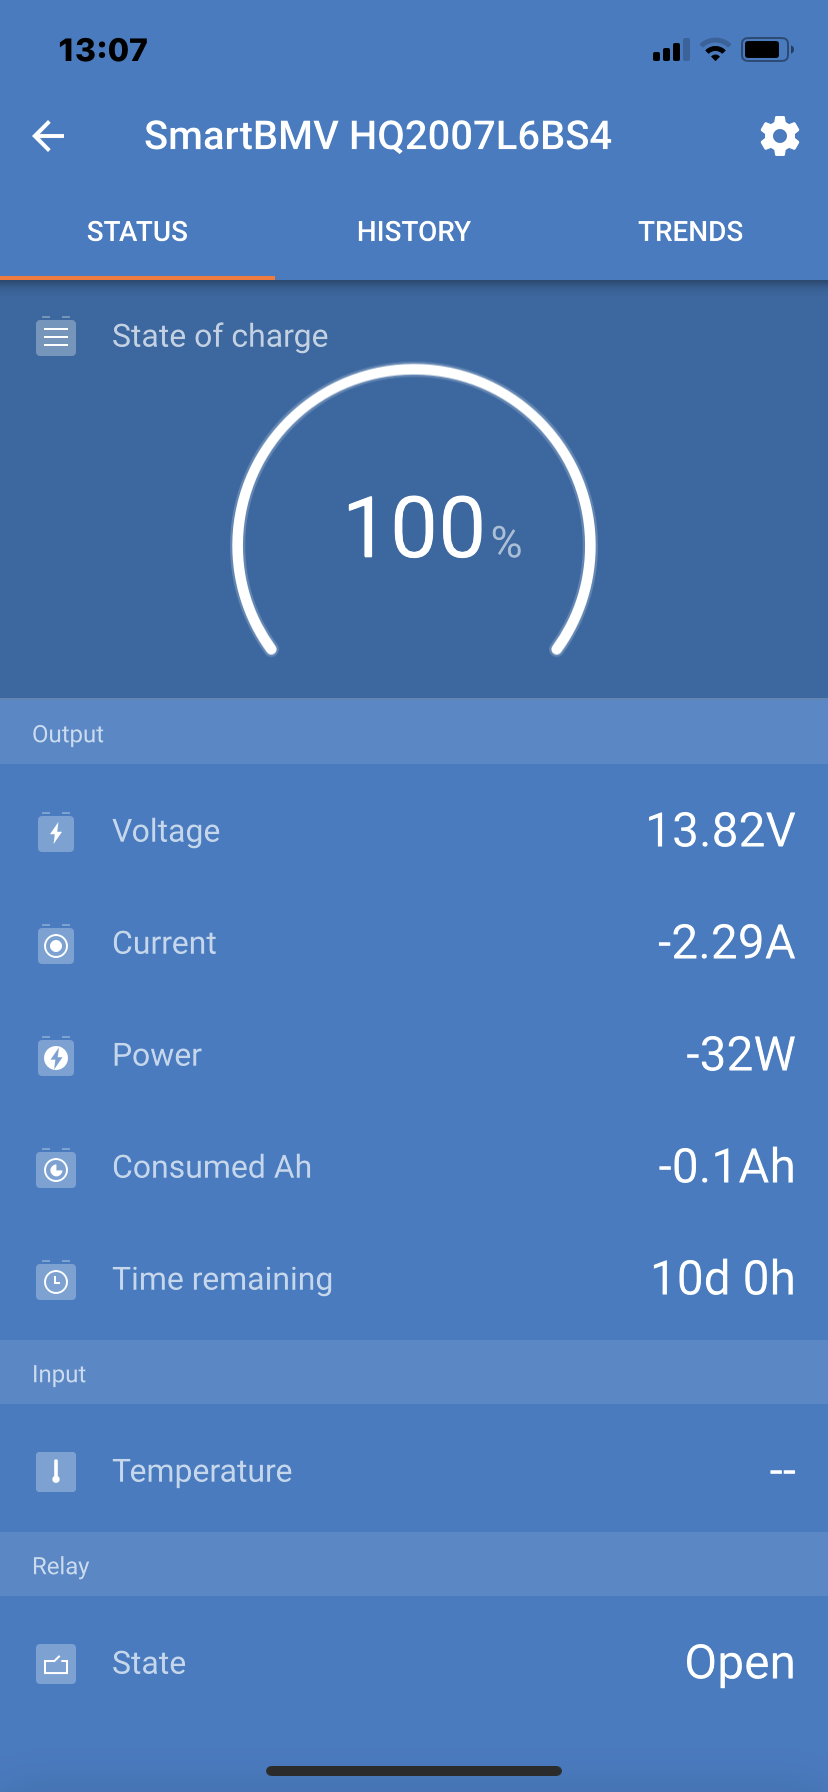 13:07
SmartBMV HQ2007L6BS4
STATUS HISTORY TRENDS
State of charge
100%
Output
Voltage 13.82V
Current -2.29A
Power -32W
Consumed Ah -0.1Ah
Time remaining 10d 0h
Input
Temperature --
Relay
State Open